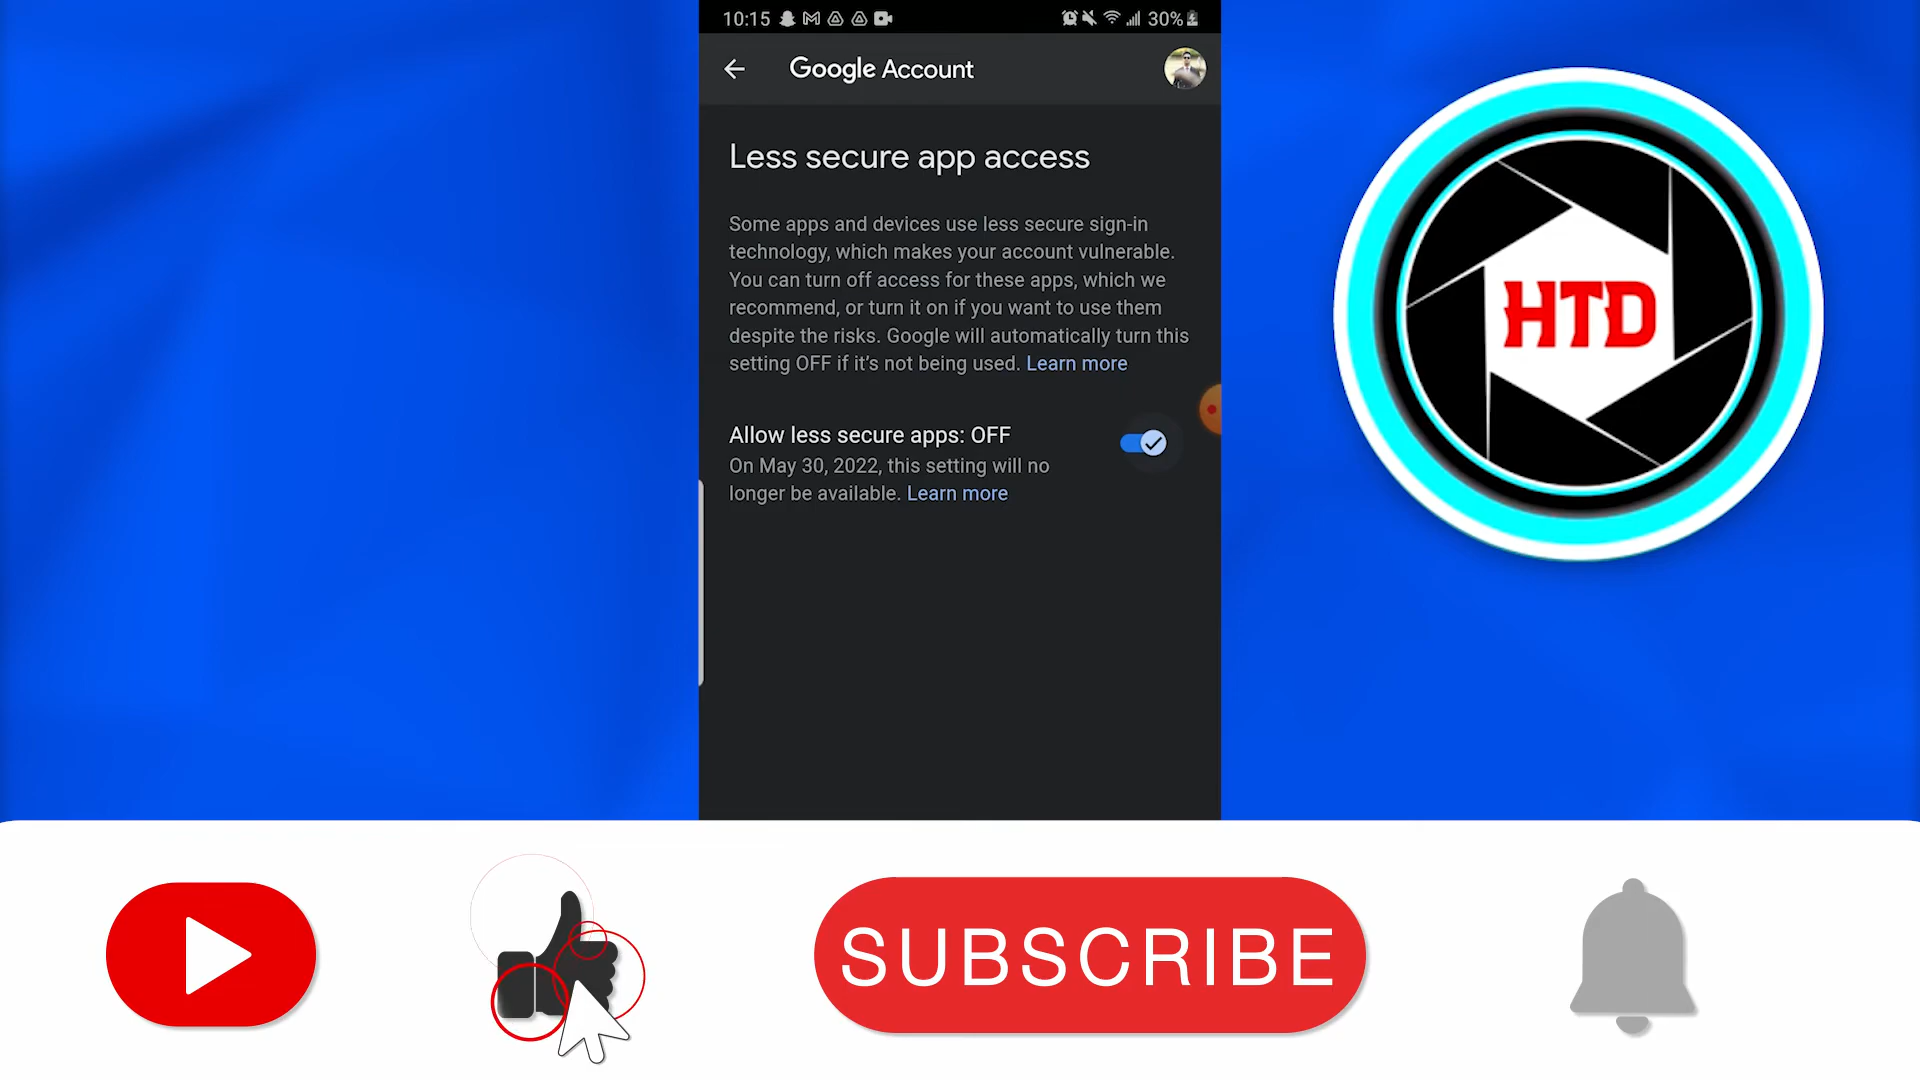 10:15
30%
Google Account
Less secure app access
Some apps and devices use less secure sign-in
technology, which makes your account vulnerable.
You can turn off access for these apps, which we
recommend, or turn it on if you want to use them
despite the risks. Google will automatically turn this
setting OFF if it’s not being used. Learn more
Allow less secure apps: OFF
On May 30, 2022, this setting will no
longer be available. Learn more
HTD
SUBSCRIBE